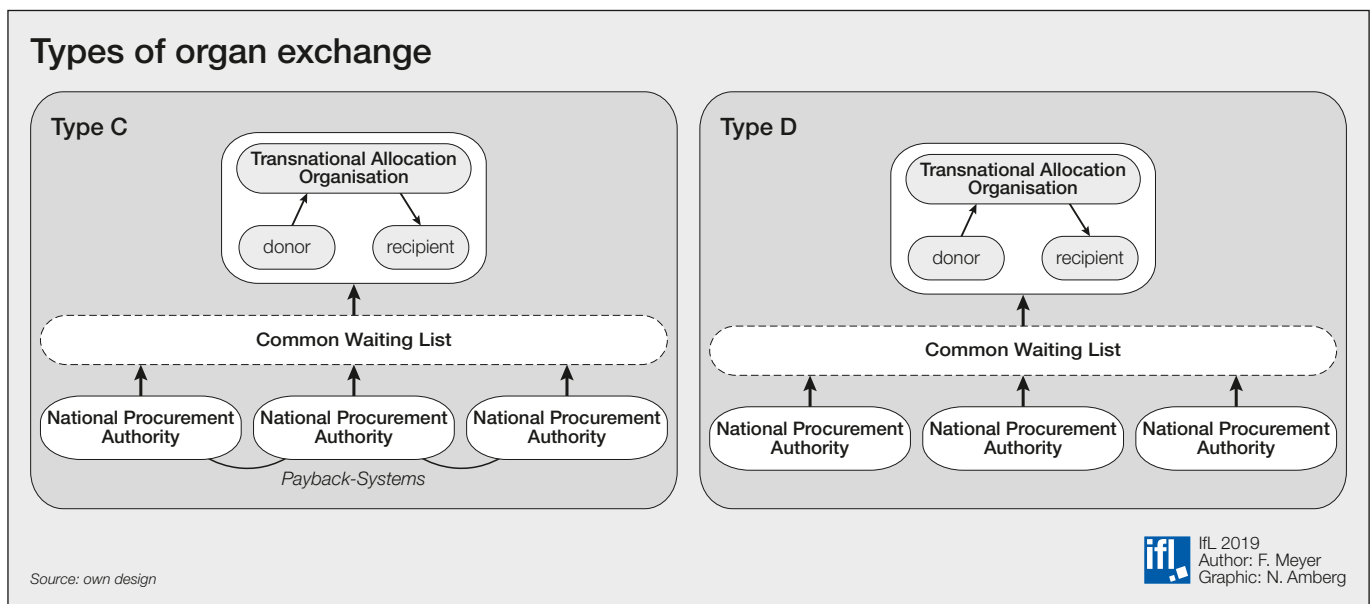 Types of organ exchange
Type C
Transnational Allocation
Organisation
donor
recipient
Common Waiting List
National Procurement
Authority
National Procurement
Authority
National Procurement
Authority
Payback-Systems
Type D
Transnational Allocation
Organisation
donor
recipient
Common Waiting List
National Procurement
Authority
National Procurement
Authority
National Procurement
Authority
Source: own design
ifl
IfL 2019
Author: F. Meyer
Graphic: N. Amberg